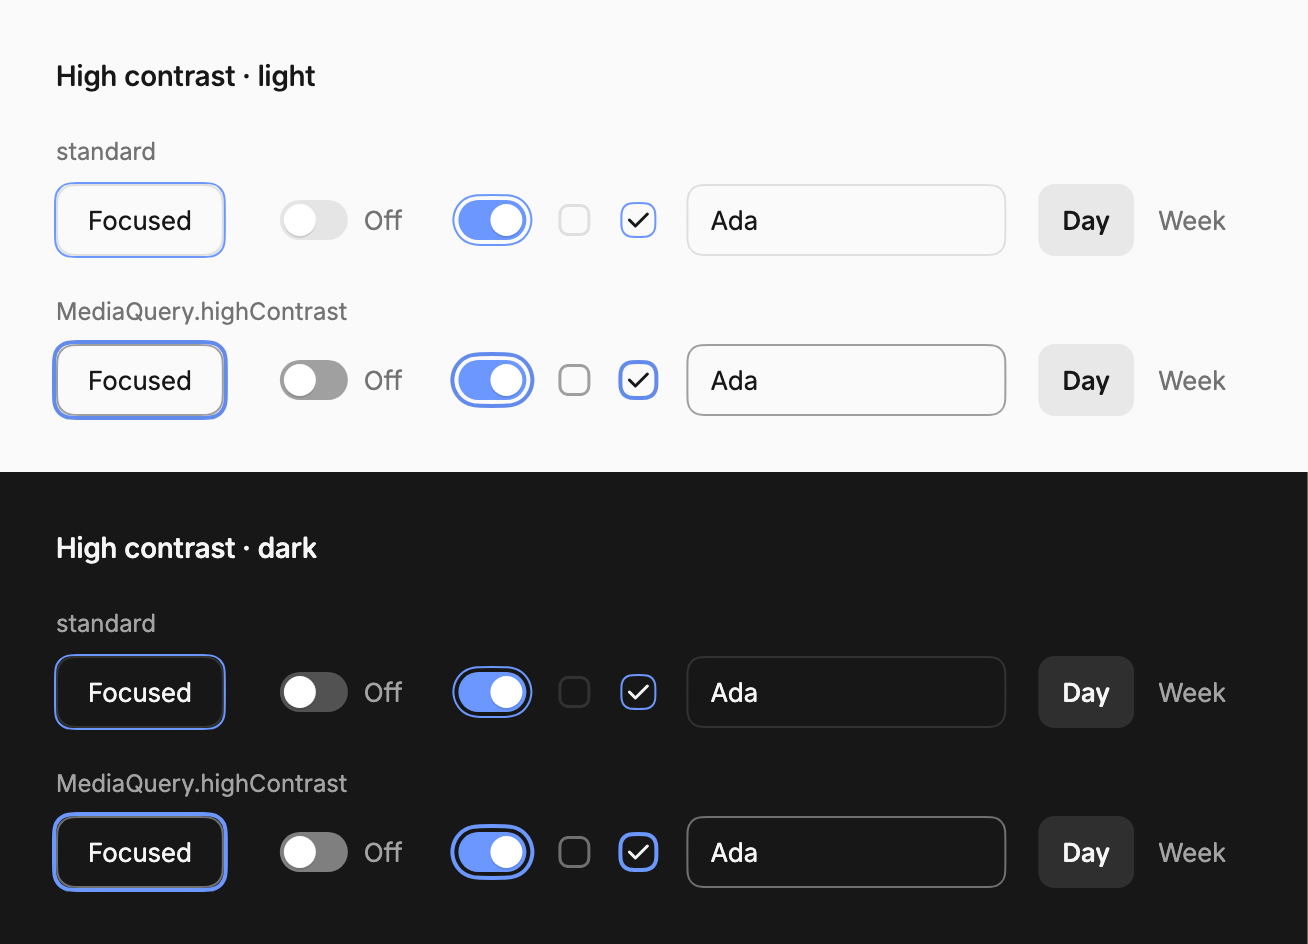 High contrast · light
standard
Focused Off Ada Day Week
MediaQuery.highContrast
Focused Off Ada Day Week
High contrast · dark
standard
Focused Off Ada Day Week
MediaQuery.highContrast
Focused Off Ada Day Week